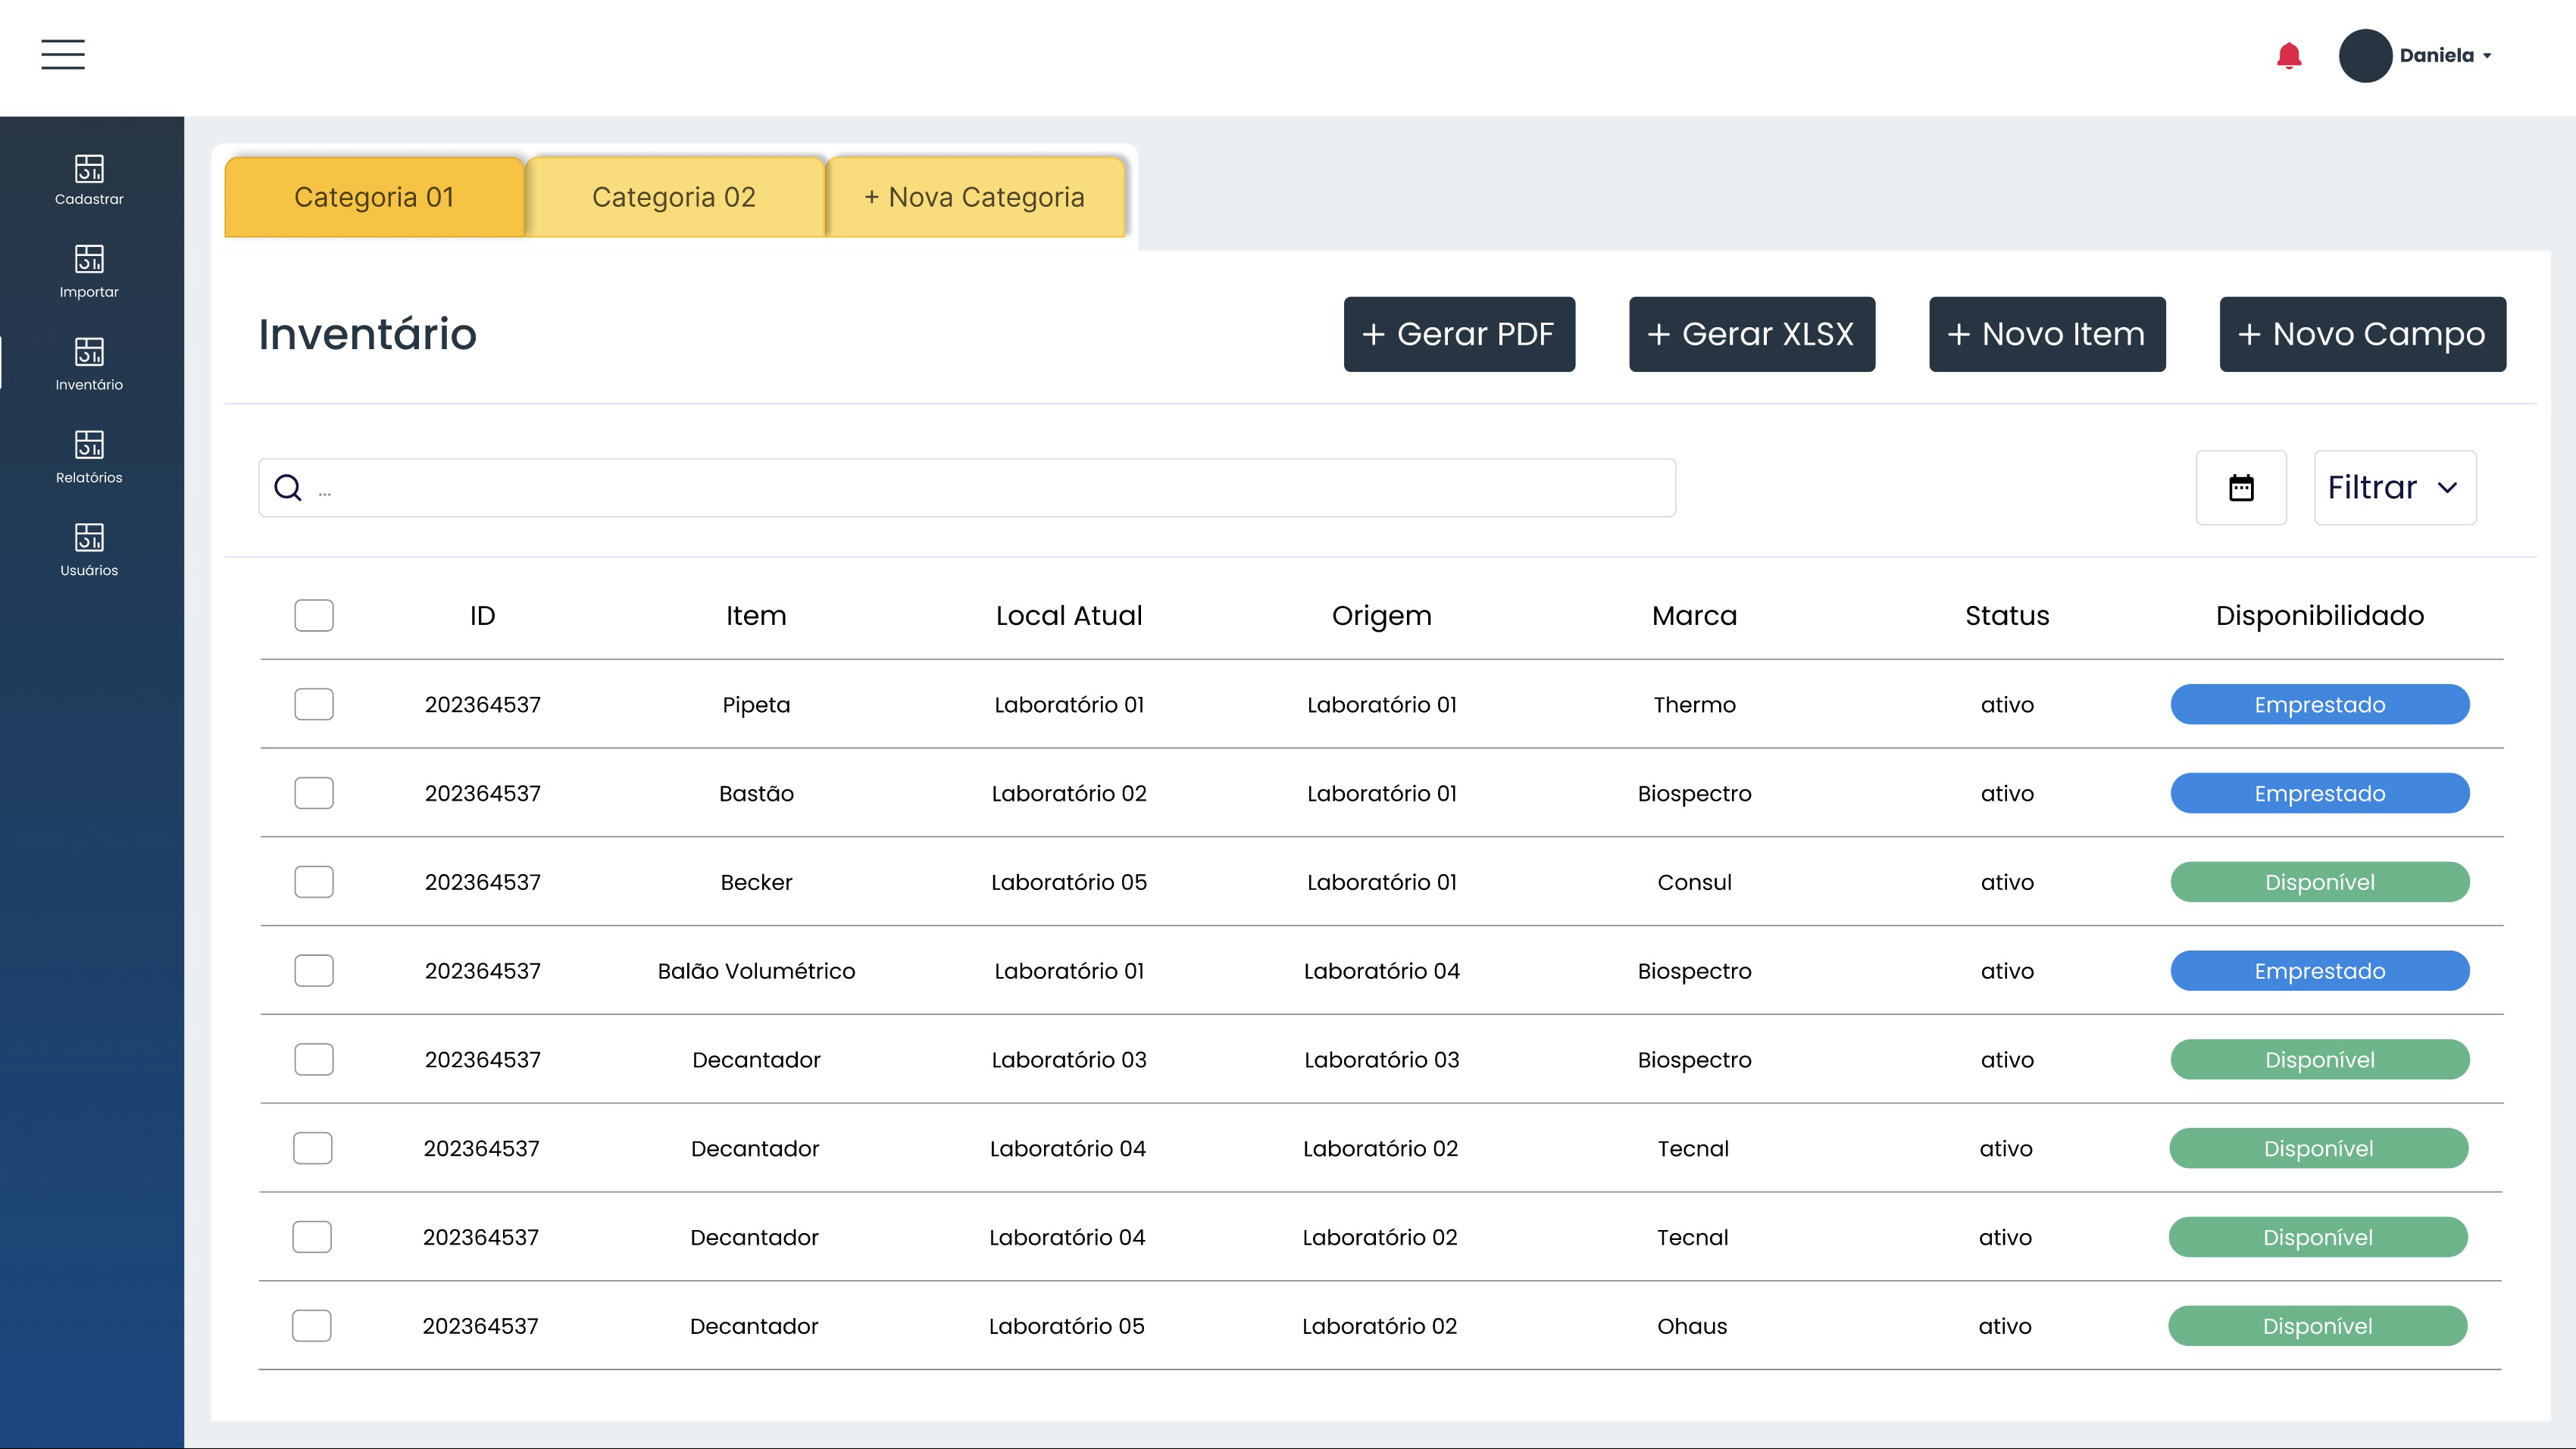 Daniela
Cadastrar
Importar
Inventário
Relatórios
Usuários
Categoria 01
Categoria 02
+ Nova Categoria
Inventário
+ Gerar PDF
+ Gerar XLSX
+ Novo Item
+ Novo Campo
...
Filtrar
ID Item Local Atual Origem Marca Status Disponibilidado
202364537 Pipeta Laboratório 01 Laboratório 01 Thermo ativo Emprestado
202364537 Bastão Laboratório 02 Laboratório 01 Biospectro ativo Emprestado
202364537 Becker Laboratório 05 Laboratório 01 Consul ativo Disponível
202364537 Balão Volumétrico Laboratório 01 Laboratório 04 Biospectro ativo Emprestado
202364537 Decantador Laboratório 03 Laboratório 03 Biospectro ativo Disponível
202364537 Decantador Laboratório 04 Laboratório 02 Tecnal ativo Disponível
202364537 Decantador Laboratório 04 Laboratório 02 Tecnal ativo Disponível
202364537 Decantador Laboratório 05 Laboratório 02 Ohaus ativo Disponível